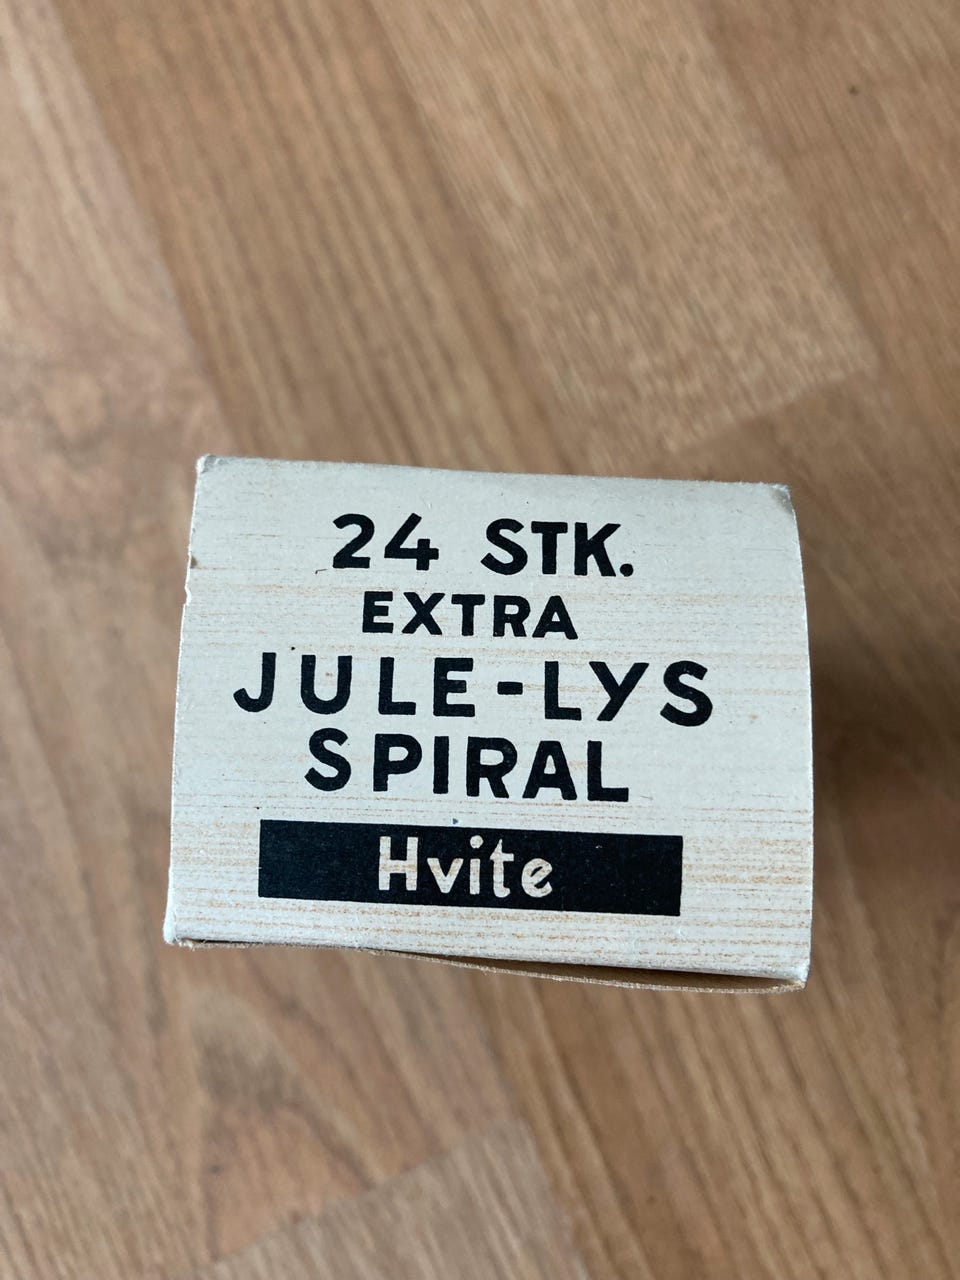 24 STK.
EXTRA
JULE-LYS
SPIRAL
Hvite